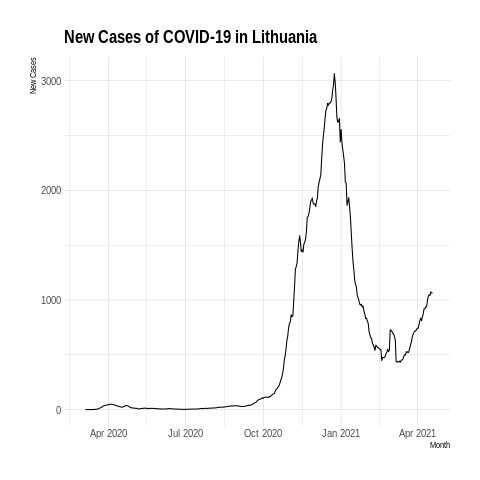 New Cases of COVID-19 in Lithuania
New Cases
3000
2000
1000
0
Apr 2020 Jul 2020 Oct 2020 Jan 2021 Apr 2021
Month